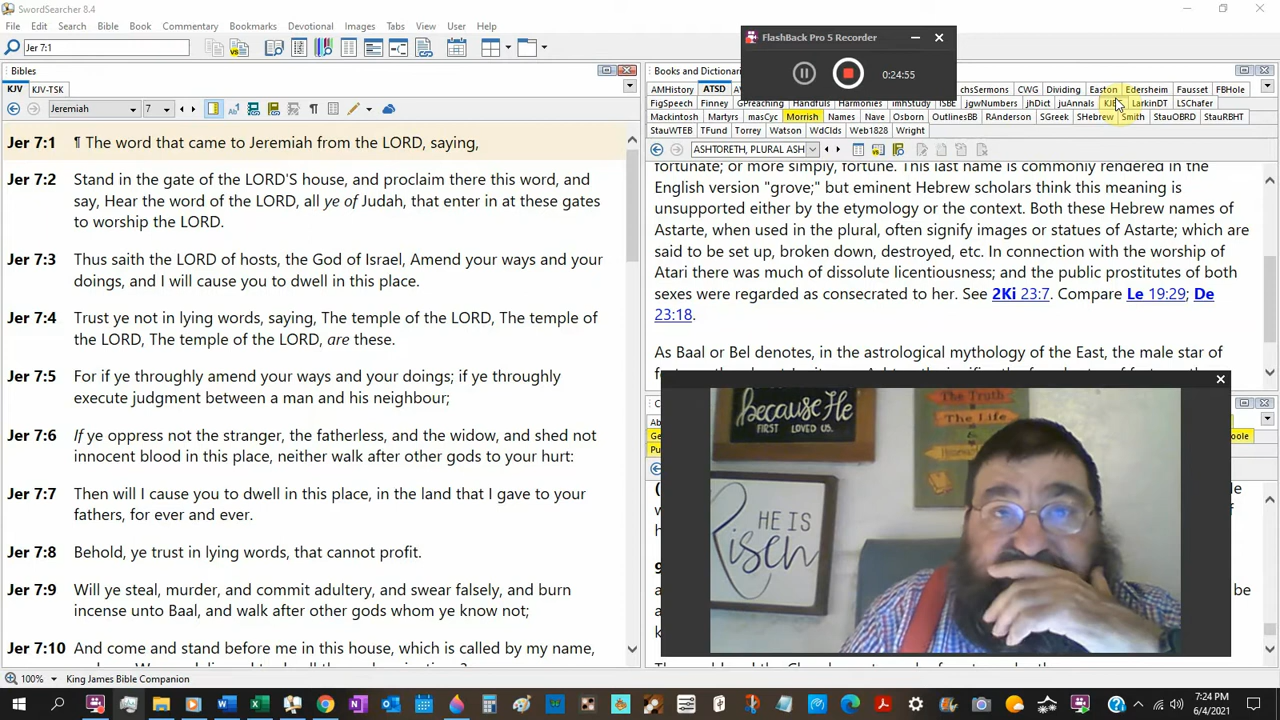 SwordSearcher 8.4
File Edit Search Bible Book Commentary Bookmarks Devotional Images Tools View User Help
Jer 7:1
FlashBack Pro 5 Recorder
0:24:55
Bibles
KJV KJV-TSK
Jeremiah 7
Jer 7:1 ¶ The word that came to Jeremiah from the LORD, saying,
Jer 7:2 Stand in the gate of the LORD'S house, and proclaim there this word, and
say, Hear the word of the LORD, all ye of Judah, that enter in at these gates
to worship the LORD.
Jer 7:3 Thus saith the LORD of hosts, the God of Israel, Amend your ways and your
doings, and I will cause you to dwell in this place.
Jer 7:4 Trust ye not in lying words, saying, The temple of the LORD, The temple of
the LORD, The temple of the LORD, are these.
Jer 7:5 For if ye throughly amend your ways and your doings; if ye throughly
execute judgment between a man and his neighbour;
Jer 7:6 If ye oppress not the stranger, the fatherless, and the widow, and shed not
innocent blood in this place, neither walk after other gods to your hurt:
Jer 7:7 Then will I cause you to dwell in this place, in the land that I gave to your
fathers, for ever and ever.
Jer 7:8 Behold, ye trust in lying words, that cannot profit.
Jer 7:9 Will ye steal, murder, and commit adultery, and swear falsely, and burn
incense unto Baal, and walk after other gods whom ye know not;
Jer 7:10 And come and stand before me in this house, which is called by my name,
Books and Dictionar
AMHistory ATSD chsSermons CWG Dividing Easton Edersheim Fausset FBHole
FigSpeech Finney GPreaching Handfuls Harmonies imhStudy ISBE jgwNumbers jhDict juAnnals LarkinDT LSChafer
Mackintosh Martyrs masCyc Morrish Names Nave Osborn OutlinesBB RAnderson SGreek SHebrew Smith StauOBRD StauRBHT
StauWTEB TFund Torrey Watson WdClds Web1828 Wright
ASHTORETH, PLURAL ASH
fortunate; or more simply, fortune. This last name is commonly rendered in the
English version "grove;" but eminent Hebrew scholars think this meaning is
unsupported either by the etymology or the context. Both these Hebrew names of
Astarte, when used in the plural, often signify images or statues of Astarte; which are
said to be set up, broken down, destroyed, etc. In connection with the worship of
Atari there was much of dissolute licentiousness; and the public prostitutes of both
sexes were regarded as consecrated to her. See 2Ki 23:7. Compare Le 19:29; De
23:18.
As Baal or Bel denotes, in the astrological mythology of the East, the male star of
because He
FIRST LOVED US.
The Truth
The Life
HE IS
Risen
100% King James Bible Companion
7:24 PM
6/4/2021